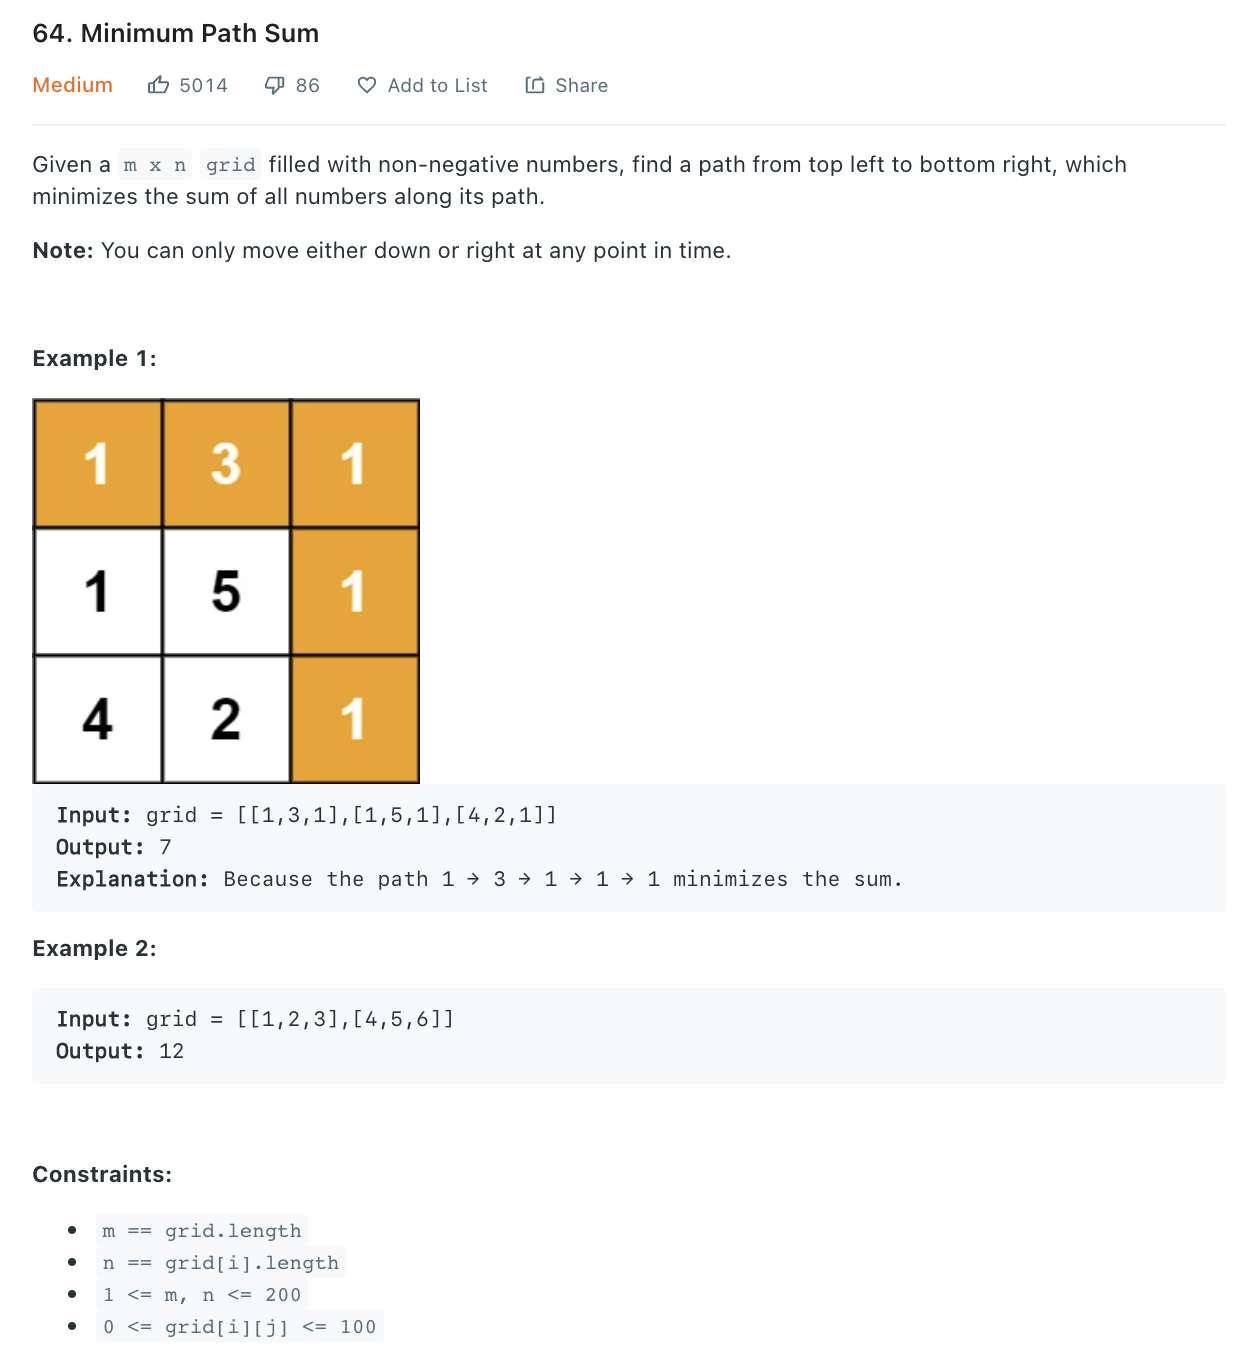 64. Minimum Path Sum
Medium 5014 86 Add to List Share
Given a m x n grid filled with non-negative numbers, find a path from top left to bottom right, which
minimizes the sum of all numbers along its path.
Note: You can only move either down or right at any point in time.
Example 1:
1 3 1
1 5 1
4 2 1
Input: grid = [[1,3,1],[1,5,1],[4,2,1]]
Output: 7
Explanation: Because the path 1 → 3 → 1 → 1 → 1 minimizes the sum.
Example 2:
Input: grid = [[1,2,3],[4,5,6]]
Output: 12
Constraints:
• m == grid.length
• n == grid[i].length
• 1 <= m, n <= 200
• 0 <= grid[i][j] <= 100